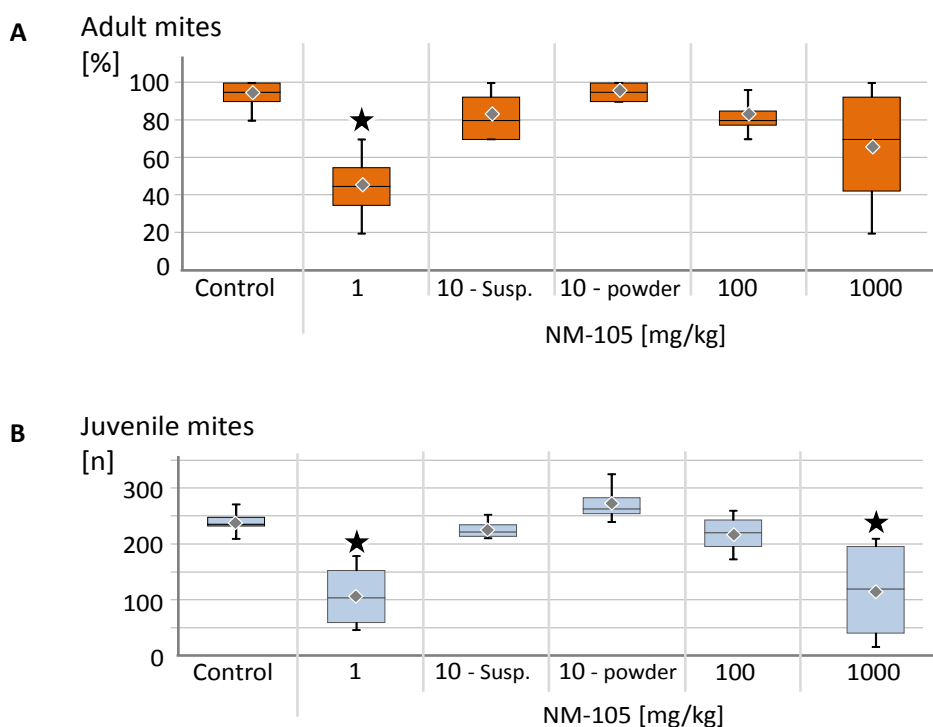 A Adult mites
[%]
100
80
60
40
20
0
Control 1 10 - Susp. 10 - powder 100 1000
NM-105 [mg/kg]
B Juvenile mites
[n]
300
200
100
0
Control 1 10 - Susp. 10 - powder 100 1000
NM-105 [mg/kg]